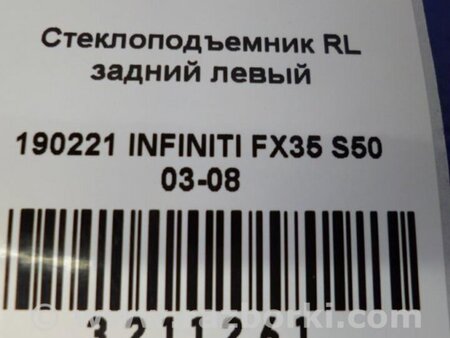 Стеклоподъемник RL
задний левый
190221 INFINITI FX35 S50
03-08